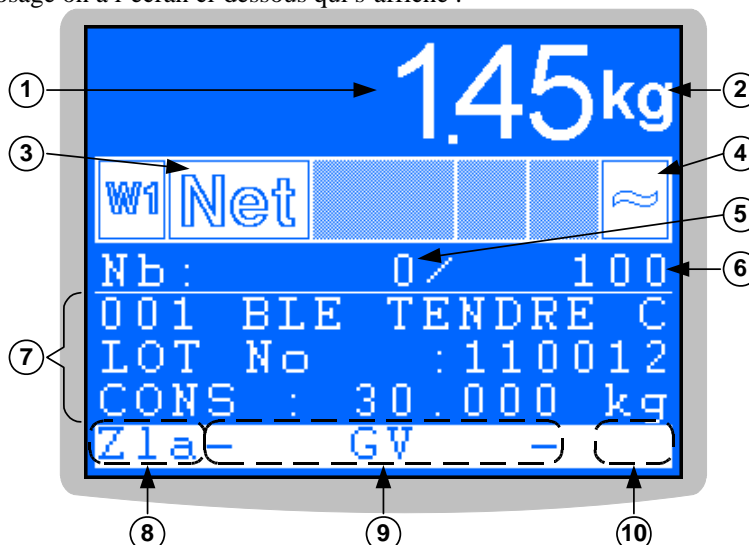 osage on a l'écran ci-dessous qui s'affiche :
1 1.45kg 2
3 W1 Net ~ 4
5
Nb: 0/ 100 6
001 BLE TENDRE C
7 LOT No :110012
CONS : 30.000 kg
Zla- GV -
8 9 10